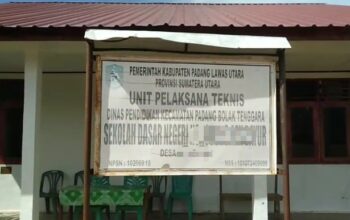 PEMERINTAH KABUPATEN PADANG LAWAS UTARA
PROVINSI SUMATERA UTARA
UNIT PELAKSANA TEKNIS
DINAS PENDIDIKAN KECAMATAN PADANG BOLAK TENGGARA
SEKOLAH DASAR NEGERI
DESA
NPSN : NSS :